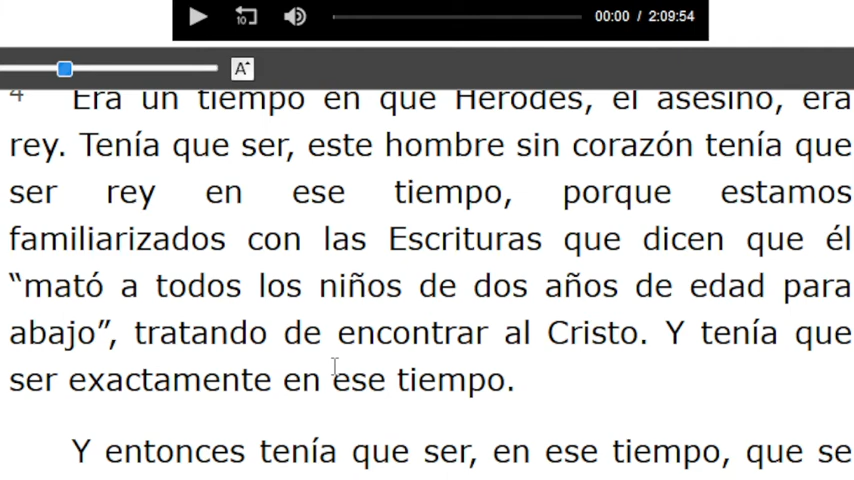 10
00:00 / 2:09:54
A
4 Era un tiempo en que Herodes, el asesino, era
rey. Tenía que ser, este hombre sin corazón tenía que
ser rey en ese tiempo, porque estamos
familiarizados con las Escrituras que dicen que él
“mató a todos los niños de dos años de edad para
abajo”, tratando de encontrar al Cristo. Y tenía que
ser exactamente en ese tiempo.
Y entonces tenía que ser, en ese tiempo, que se